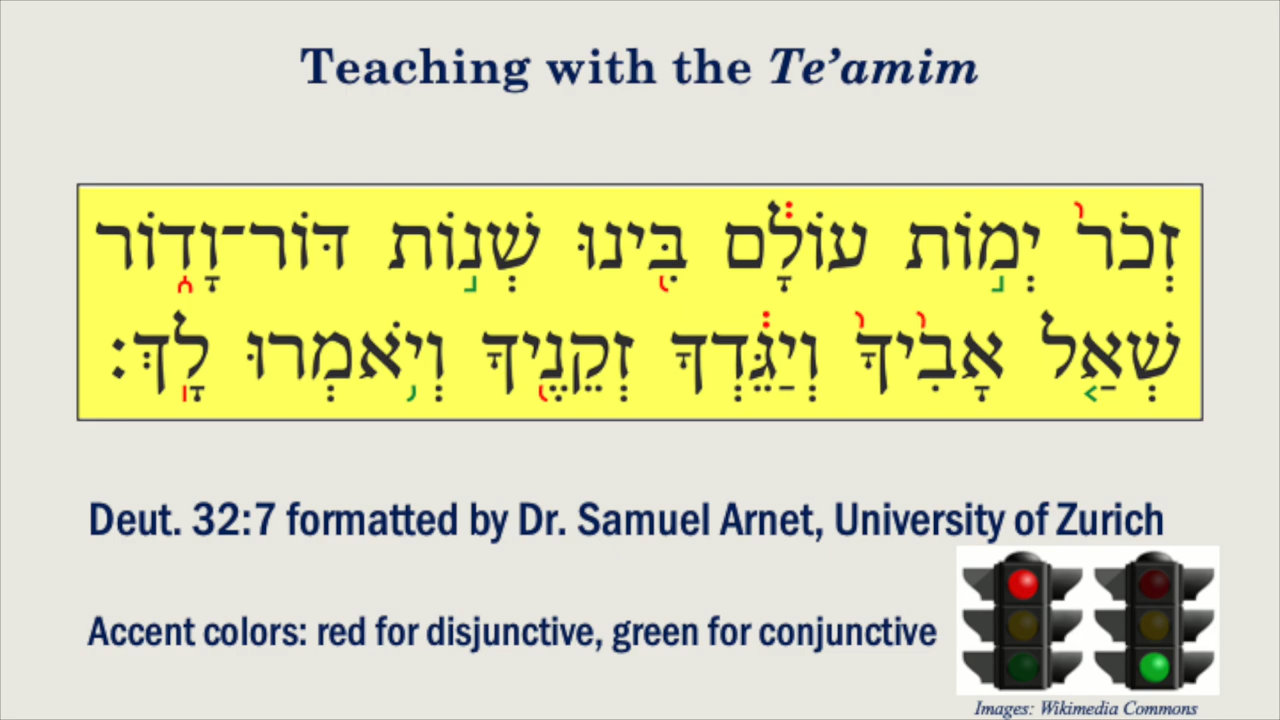 Teaching with the Te’amim
זְכֹר֙ יְמ֣וֹת עוֹלָ֔ם בִּ֖ינוּ שְׁנ֣וֹת דּוֹר־וָד֑וֹר
שְׁאַ֤ל אָבִ֙יךָ֙ וְיַגֵּ֔דְךָ זְקֵנֶ֖יךָ וְיֹ֥אמְרוּ לָֽךְ׃
Deut. 32:7 formatted by Dr. Samuel Arnet, University of Zurich
Accent colors: red for disjunctive, green for conjunctive
Images: Wikimedia Commons